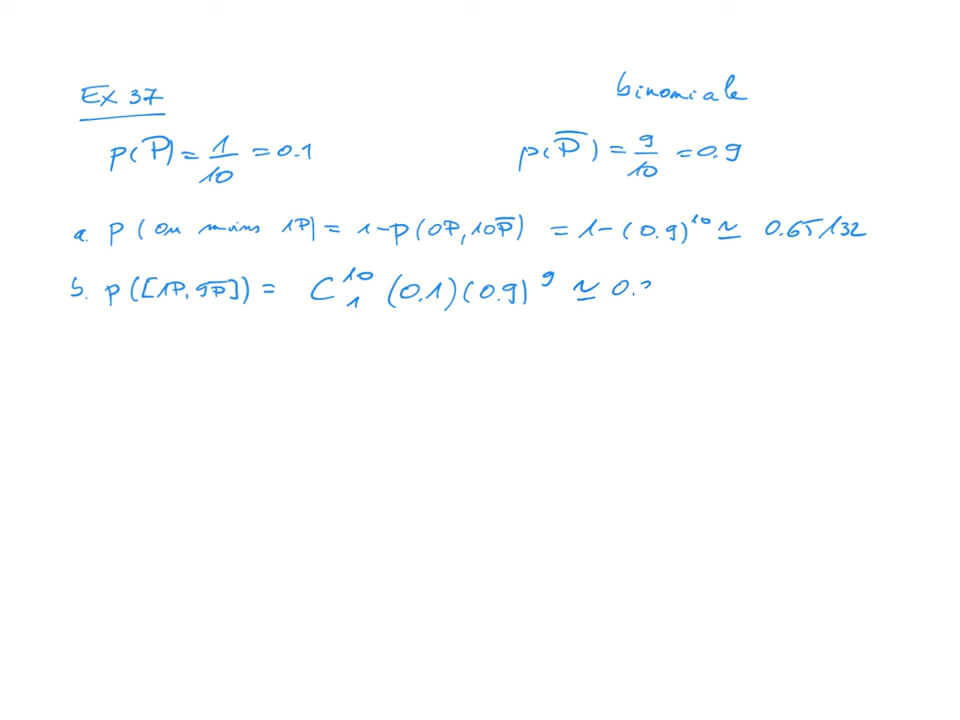 Ex 37
binomiale
p(P) = 1/10 = 0.1
p(P̅) = 9/10 = 0.9
a. p(au moins 1P) = 1-p(0P, 10P̅) = 1-(0.9)^10 ≃ 0.65132
b. p([1P, 9P̅]) = C^10_1 (0.1)(0.9)^9 ≃ 0.